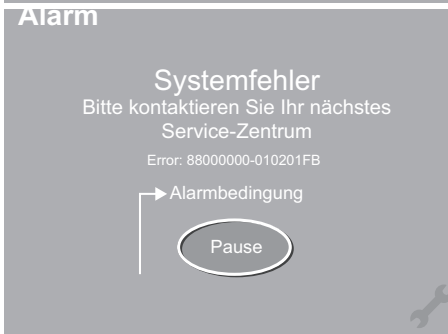 Alarm
Systemfehler
Bitte kontaktieren Sie Ihr nächstes
Service-Zentrum
Error: 88000000-010201FB
Alarmbedingung
Pause